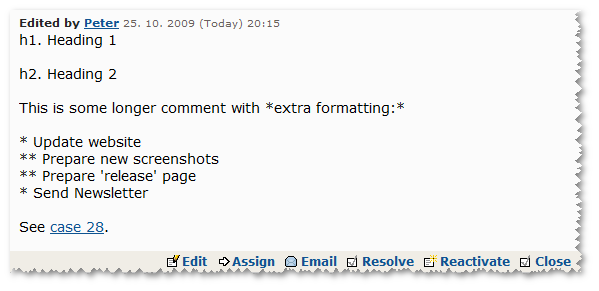 Edited by Peter 25. 10. 2009 (Today) 20:15
h1. Heading 1
h2. Heading 2
This is some longer comment with *extra formatting:*
* Update website
** Prepare new screenshots
** Prepare 'release' page
* Send Newsletter
See case 28.
Edit Assign Email Resolve Reactivate Close